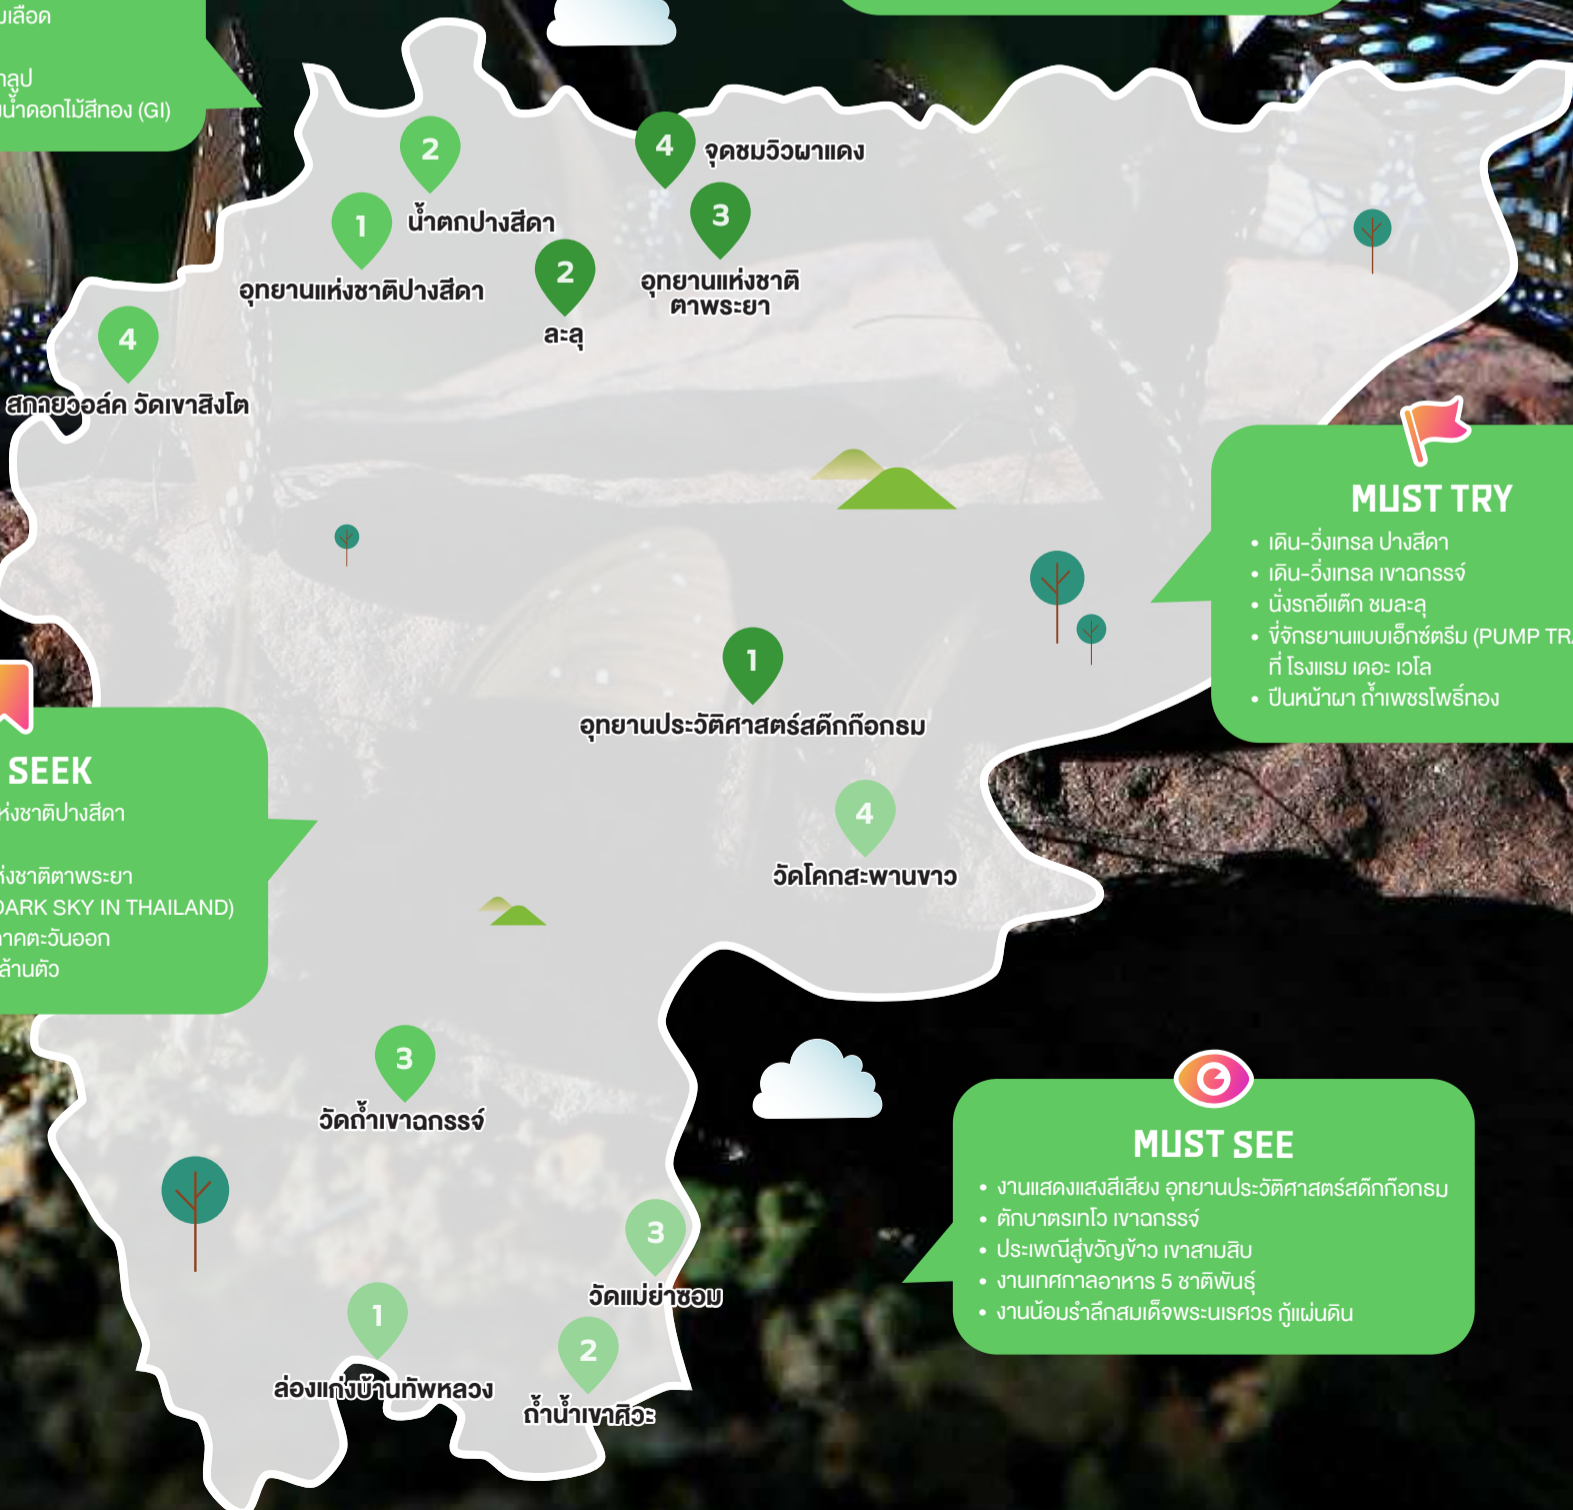 มเลือด
าลูป
น้ำดอกไม้สีทอง (GI)
2
น้ำตกปางสีดา
4
จุดชมวิวผาแดง
1
อุทยานแห่งชาติปางสีดา
3
อุทยานแห่งชาติ
ตาพระยา
2
ละลุ
4
สกายวอล์ค วัดเขาสิงโต
MUST TRY
• เดิน-วิ่งเทรล ปางสีดา
• เดิน-วิ่งเทรล เขาฉกรรจ์
• นั่งรถอีแต๊ก ชมละลุ
• ขี่จักรยานแบบเอ็กซ์ตรีม (PUMP TRA
ที่ โรงแรม เดอะ เวโล
• ปีนหน้าผา ถ้ำเพชรโพธิ์ทอง
1
อุทยานประวัติศาสตร์สด๊กก๊อกธม
SEEK
ห่งชาติปางสีดา
ห่งชาติตาพระยา
DARK SKY IN THAILAND)
าคตะวันออก
ล้านตัว
4
วัดโคกสะพานขาว
3
วัดถ้ำเขาฉกรรจ์
MUST SEE
• งานแสดงแสงสีเสียง อุทยานประวัติศาสตร์สด๊กก๊อกธม
• ตักบาตรเทโว เขาฉกรรจ์
• ประเพณีสู่ขวัญข้าว เขาสามสิบ
• งานเทศกาลอาหาร 5 ชาติพันธุ์
• งานน้อมรำลึกสมเด็จพระนเรศวร กู้แผ่นดิน
3
วัดแม่ย่าซอม
1
ล่องแก่งบ้านทัพหลวง
2
ถ้ำน้ำเขาศิวะ